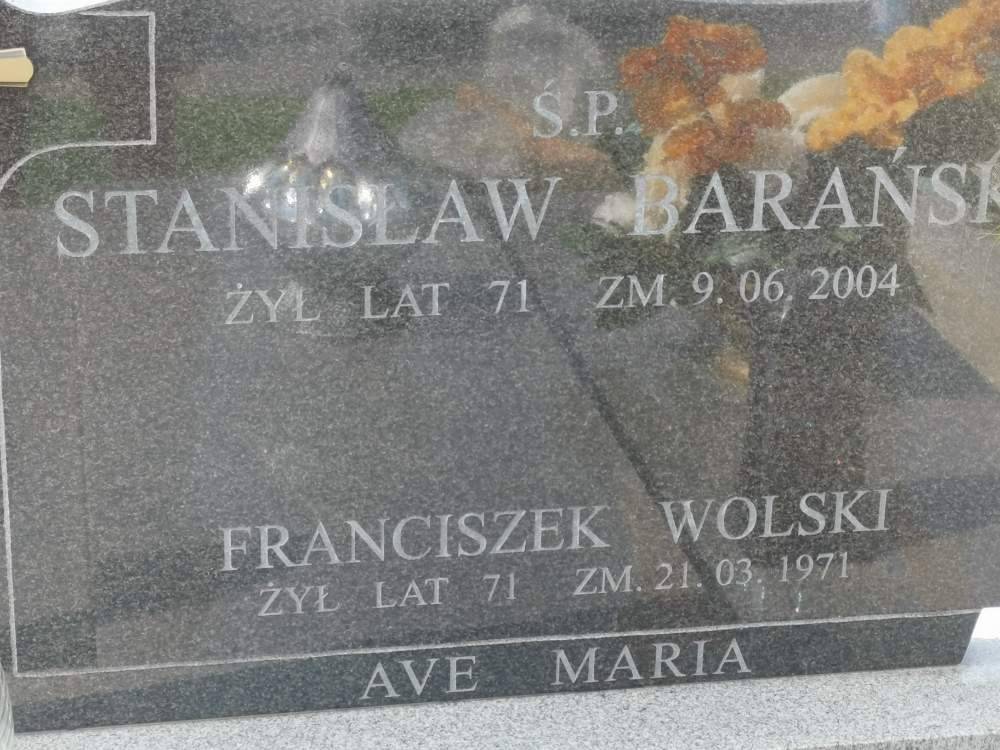 Ś.P.
STANISŁAW BARAŃSK
ŻYŁ LAT 71 ZM. 9. 06. 2004
FRANCISZEK WOLSKI
ŻYŁ LAT 71 ZM. 21. 03. 1971
AVE MARIA